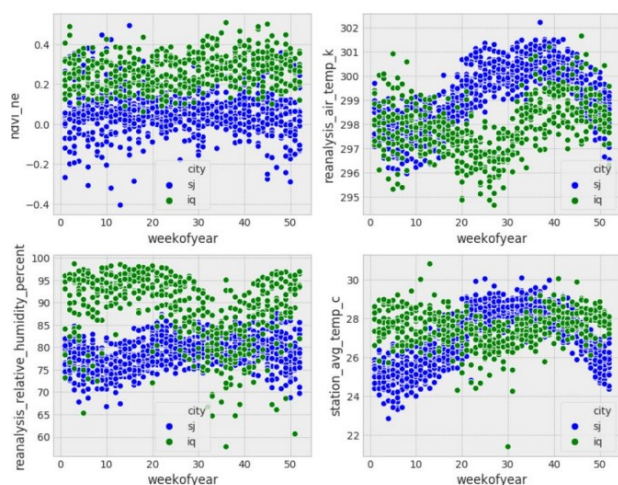 ndvi_ne
0.4
0.2
0.0
−0.2
−0.4
city
sj
iq
0 10 20 30 40 50
weekofyear
reanalysis_air_temp_k
302
301
300
299
298
297
296
295
city
sj
iq
0 10 20 30 40 50
weekofyear
reanalysis_relative_humidity_percent
100
95
90
85
80
75
70
65
60
city
sj
iq
0 10 20 30 40 50
weekofyear
station_avg_temp_c
30
28
26
24
22
city
sj
iq
0 10 20 30 40 50
weekofyear